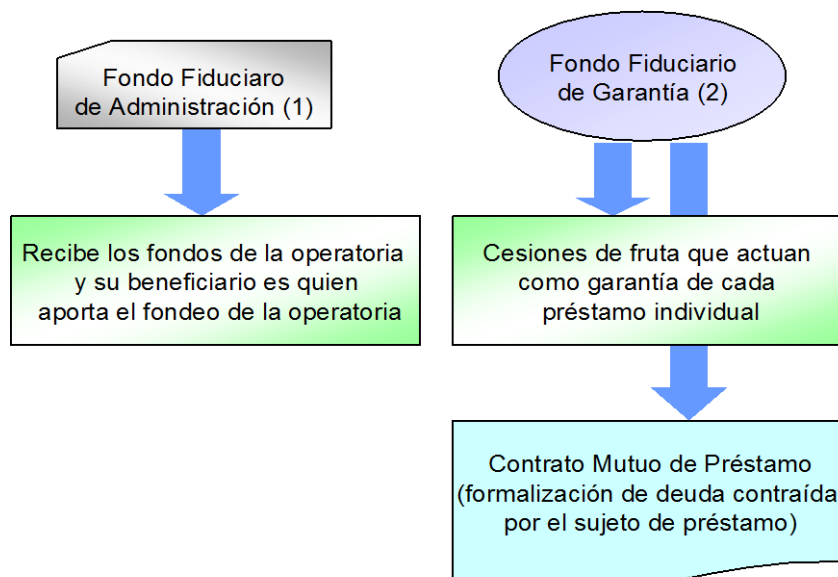 Fondo Fiduciaro
de Administración (1)
Fondo Fiduciario
de Garantía (2)
Recibe los fondos de la operatoria
y su beneficiario es quien
aporta el fondeo de la operatoria
Cesiones de fruta que actuan
como garantía de cada
préstamo individual
Contrato Mutuo de Préstamo
(formalización de deuda contraída
por el sujeto de préstamo)